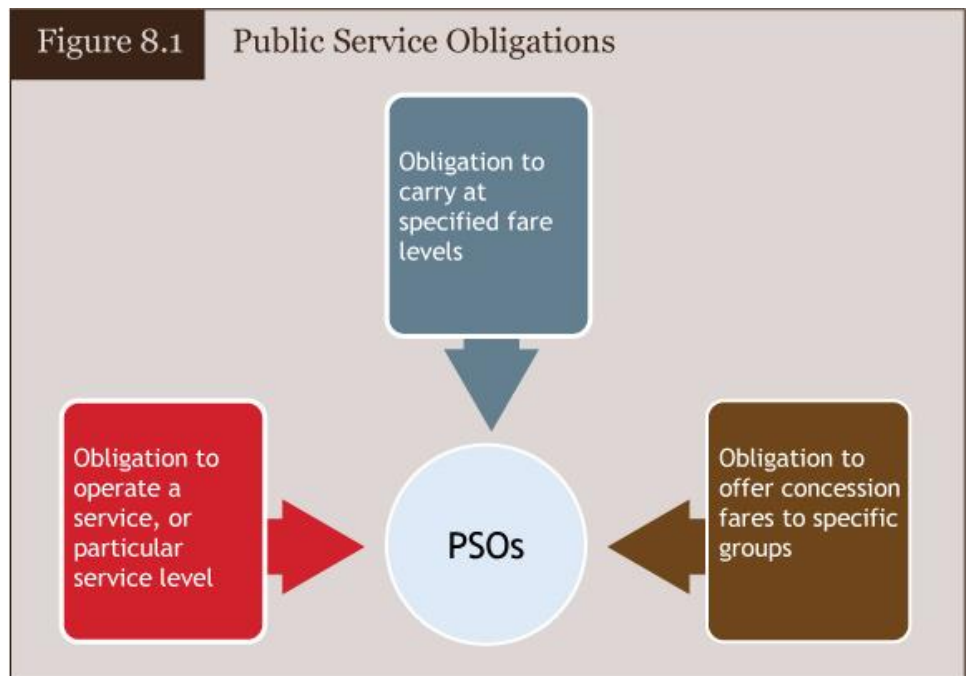 Figure 8.1 Public Service Obligations
Obligation to
carry at
specified fare
levels
Obligation to
operate a
service, or
particular
service level
PSOs
Obligation to
offer concession
fares to specific
groups